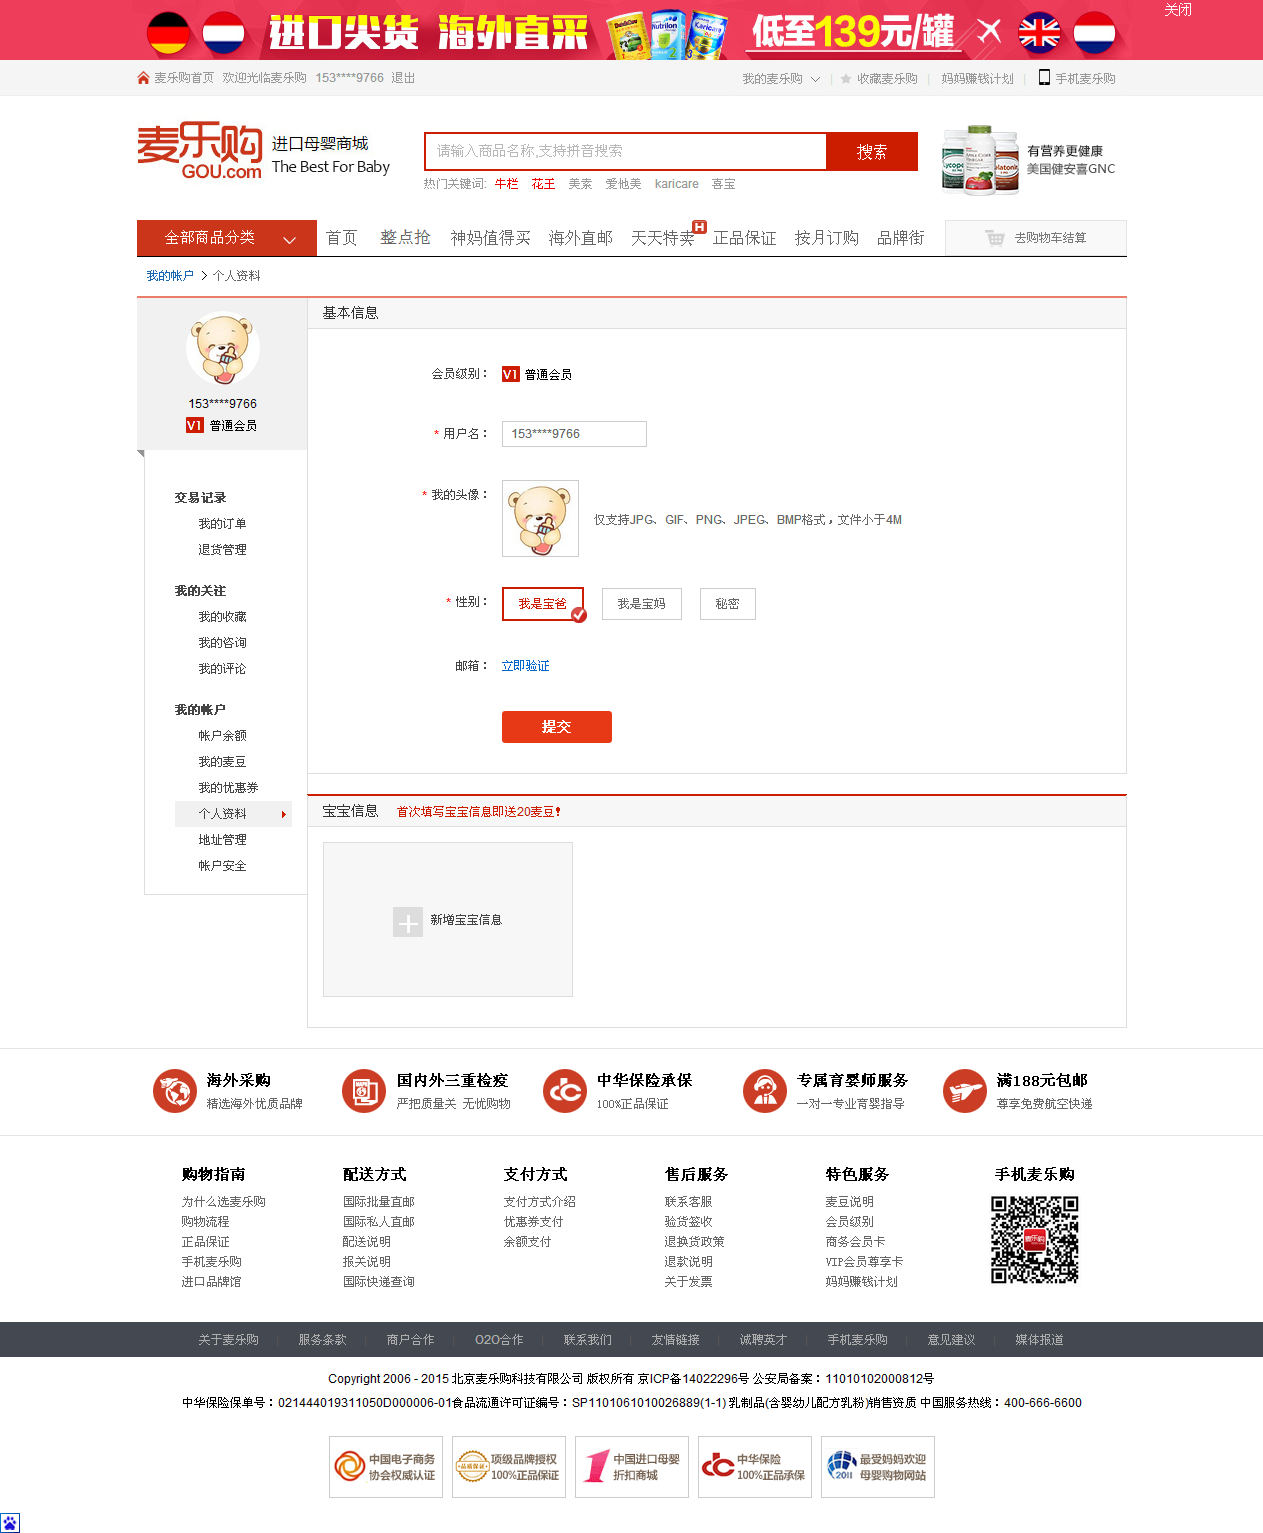 进口尖货 海外直采 低至139元/罐
关闭
麦乐购首页 欢迎光临麦乐购 153****9766 退出
我的麦乐购 收藏麦乐购 妈妈赚钱计划 手机麦乐购
麦乐购 GOU.com
进口母婴商城
The Best For Baby
请输入商品名称,支持拼音搜索 搜索
热门关键词: 牛栏 花王 美素 爱他美 karicare 喜宝
有营养更健康
美国健安喜GNC
全部商品分类 首页 整点抢 神妈值得买 海外直邮 天天特卖 H 正品保证 按月订购 品牌街 去购物车结算
我的帐户 > 个人资料
153****9766
V1 普通会员
交易记录
我的订单
退货管理
我的关注
我的收藏
我的咨询
我的评论
我的帐户
帐户余额
我的麦豆
我的优惠券
个人资料
地址管理
帐户安全
基本信息
会员级别： V1 普通会员
* 用户名： 153****9766
* 我的头像： 仅支持JPG、GIF、PNG、JPEG、BMP格式，文件小于4M
* 性别： 我是宝爸 我是宝妈 秘密
邮箱： 立即验证
提交
宝宝信息 首次填写宝宝信息即送20麦豆！
新增宝宝信息
海外采购
精选海外优质品牌
国内外三重检疫
严把质量关 无忧购物
中华保险承保
100%正品保证
专属育婴师服务
一对一专业育婴指导
满188元包邮
尊享免费航空快递
购物指南
为什么选麦乐购
购物流程
正品保证
手机麦乐购
进口品牌馆
配送方式
国际批量直邮
国际私人直邮
配送说明
报关说明
国际快递查询
支付方式
支付方式介绍
优惠券支付
余额支付
售后服务
联系客服
验货签收
退换货政策
退款说明
关于发票
特色服务
麦豆说明
会员级别
商务会员卡
VIP会员尊享卡
妈妈赚钱计划
手机麦乐购
麦乐购
关于麦乐购 服务条款 商户合作 O2O合作 联系我们 友情链接 诚聘英才 手机麦乐购 意见建议 媒体报道
Copyright 2006 - 2015 北京麦乐购科技有限公司 版权所有 京ICP备14022296号 公安局备案：11010102000812号
中华保险保单号：021444019311050D000006-01食品流通许可证编号：SP1101061010026889(1-1) 乳制品(含婴幼儿配方乳粉)销售资质 中国服务热线：400-666-6600
中国电子商务
协会权威认证
品质保证
顶级品牌授权
100%正品保证
1
中国进口母婴
折扣商城
中华保险
100%正品承保
2011
最受妈妈欢迎
母婴购物网站